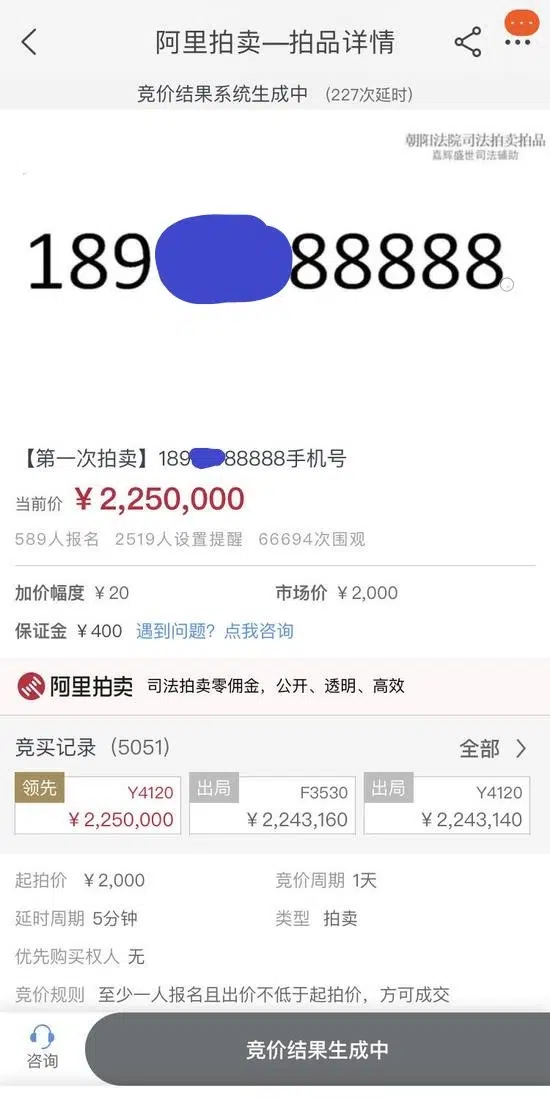 阿里拍卖—拍品详情
竞价结果系统生成中 (227次延时)
朝阳法院司法拍卖拍品
嘉辉盛世司法辅助
189 88888
【第一次拍卖】189 88888手机号
当前价 ¥2,250,000
589人报名 2519人设置提醒 66694次围观
加价幅度 ¥20 市场价 ¥2,000
保证金 ¥400 遇到问题? 点我咨询
阿里拍卖 司法拍卖零佣金，公开、透明、高效
竞买记录 (5051) 全部
领先 Y4120 出局 F3530 出局 Y4120
¥2,250,000 ¥2,243,160 ¥2,243,140
起拍价 ¥2,000 竞价周期 1天
延时周期 5分钟 类型 拍卖
优先购买权人 无
竞价规则 至少一人报名且出价不低于起拍价，方可成交
咨询 竞价结果生成中